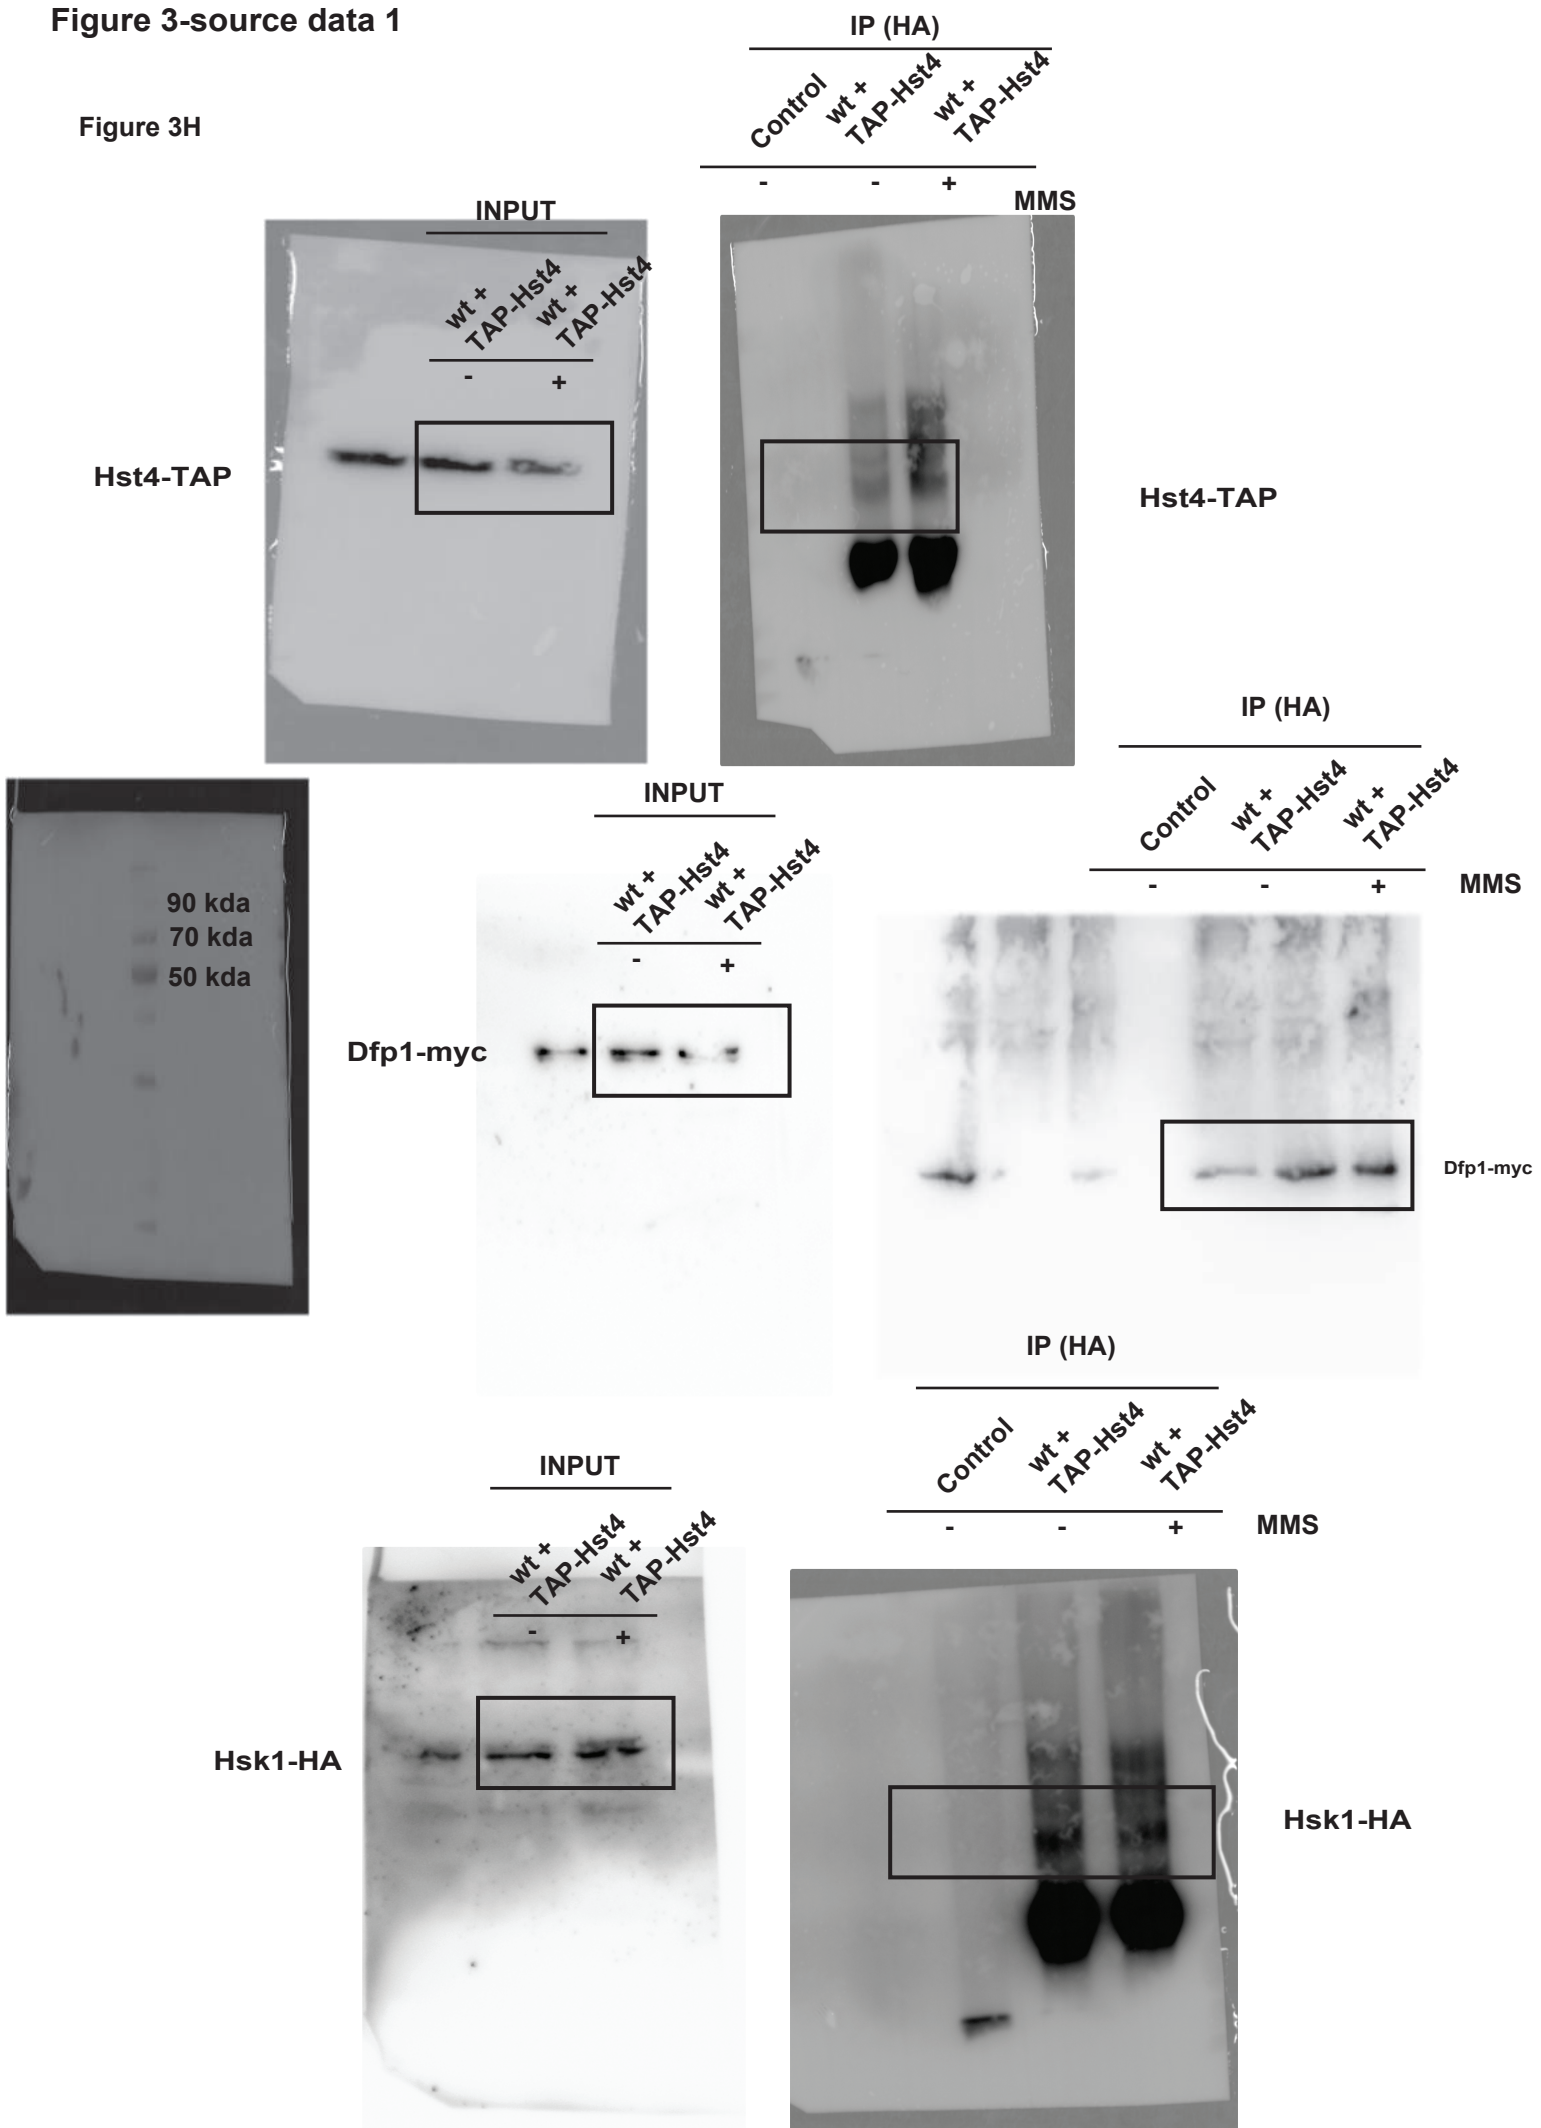 Figure 3-source data 1
IP (HA)
Control
wt +
TAP-Hst4
wt +
TAP-Hst4
Figure 3H
- - +
MMS
INPUT
wt +
TAP-Hst4
wt +
TAP-Hst4
- +
Hst4-TAP
Hst4-TAP
IP (HA)
Control
wt +
TAP-Hst4
wt +
TAP-Hst4
- - + MMS
INPUT
wt +
TAP-Hst4
wt +
TAP-Hst4
- +
90 kda
70 kda
50 kda
Dfp1-myc
Dfp1-myc
IP (HA)
Control
wt +
TAP-Hst4
wt +
TAP-Hst4
- - + MMS
INPUT
wt +
TAP-Hst4
wt +
TAP-Hst4
- +
Hsk1-HA
Hsk1-HA